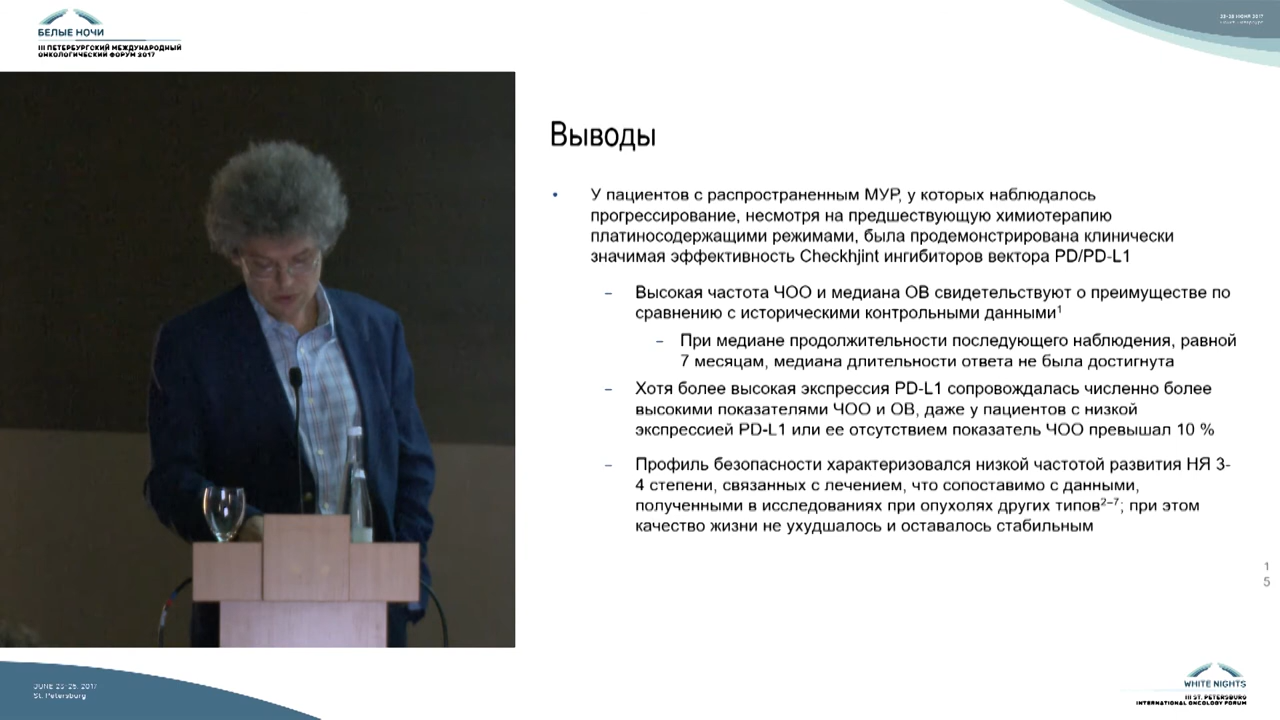 БЕЛЫЕ НОЧИ
III ПЕТЕРБУРГСКИЙ МЕЖДУНАРОДНЫЙ
ОНКОЛОГИЧЕСКИЙ ФОРУМ 2017
Выводы
• У пациентов с распространенным МУР, у которых наблюдалось
прогрессирование, несмотря на предшествующую химиотерапию
платиносодержащими режимами, была продемонстрирована клинически
значимая эффективность Checkhjint ингибиторов вектора PD/PD-L1
– Высокая частота ЧОО и медиана ОВ свидетельствуют о преимуществе по
сравнению с историческими контрольными данными¹
– При медиане продолжительности последующего наблюдения, равной
7 месяцам, медиана длительности ответа не была достигнута
– Хотя более высокая экспрессия PD-L1 сопровождалась численно более
высокими показателями ЧОО и ОВ, даже у пациентов с низкой
экспрессией PD-L1 или ее отсутствием показатель ЧОО превышал 10 %
– Профиль безопасности характеризовался низкой частотой развития НЯ 3-
4 степени, связанных с лечением, что сопоставимо с данными,
полученными в исследованиях при опухолях других типов²⁻⁷; при этом
качество жизни не ухудшалось и оставалось стабильным
1
5
St. Petersburg
WHITE NIGHTS
III ST. PETERSBURG
INTERNATIONAL ONCOLOGY FORUM